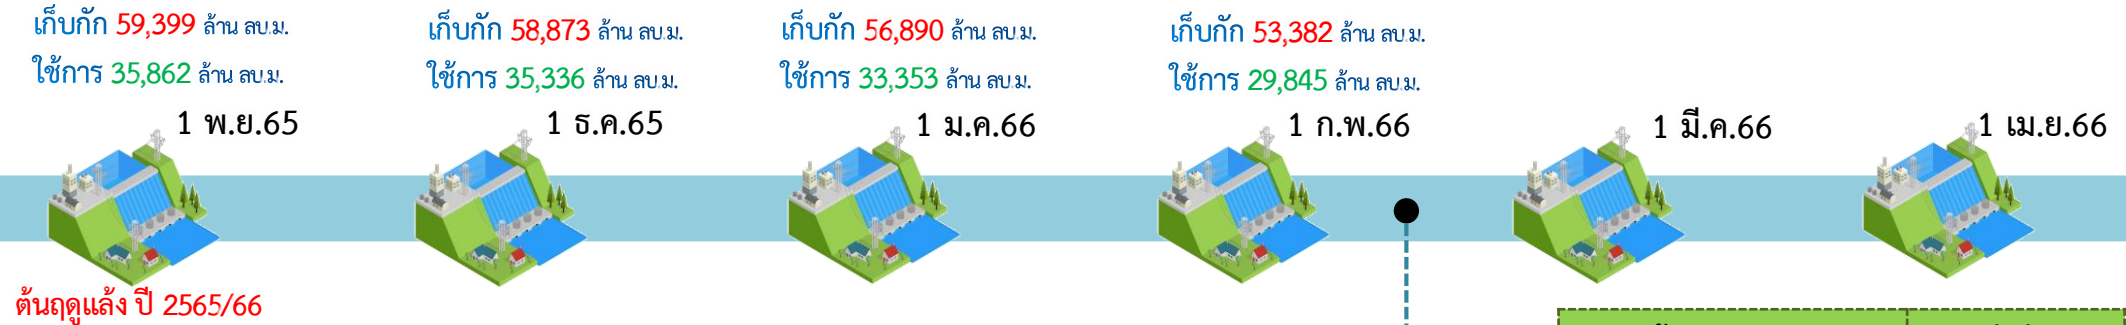 เก็บกัก 59,399 ล้าน ลบ.ม.
ใช้การ 35,862 ล้าน ลบ.ม.
1 พ.ย.65
เก็บกัก 58,873 ล้าน ลบ.ม.
ใช้การ 35,336 ล้าน ลบ.ม.
1 ธ.ค.65
เก็บกัก 56,890 ล้าน ลบ.ม.
ใช้การ 33,353 ล้าน ลบ.ม.
1 ม.ค.66
เก็บกัก 53,382 ล้าน ลบ.ม.
ใช้การ 29,845 ล้าน ลบ.ม.
1 ก.พ.66
1 มี.ค.66
1 เม.ย.66
ต้นฤดูแล้ง ปี 2565/66